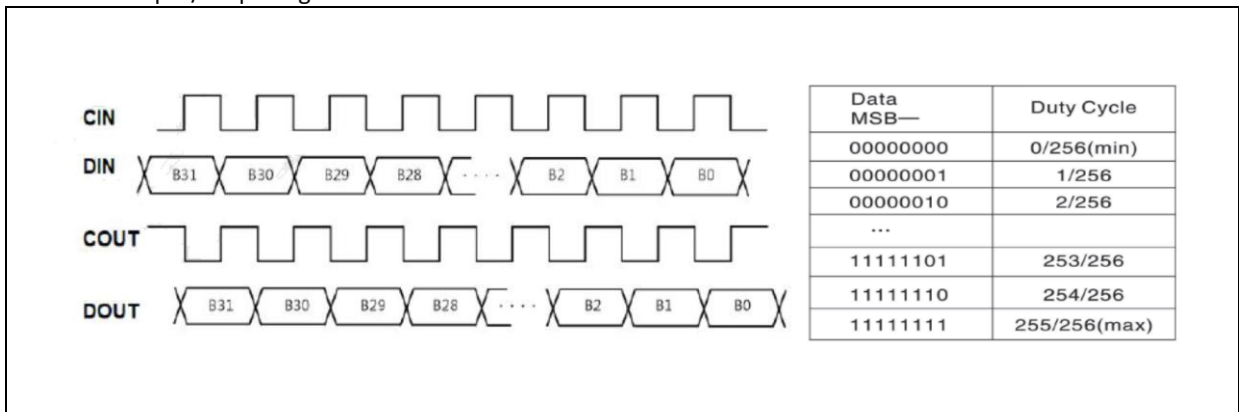 CIN
DIN B31 B30 B29 B28 .... B2 B1 B0
COUT
DOUT B31 B30 B29 B28 .... B2 B1 B0
Data MSB— Duty Cycle
00000000 0/256(min)
00000001 1/256
00000010 2/256
...
11111101 253/256
11111110 254/256
11111111 255/256(max)